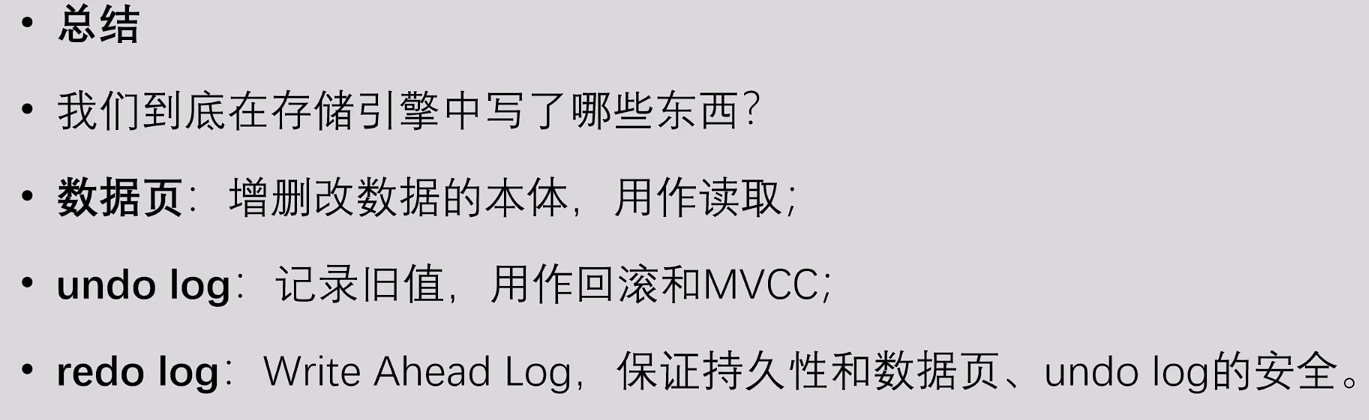 • 总结
• 我们到底在存储引擎中写了哪些东西？
• 数据页：增删改数据的本体，用作读取；
• undo log：记录旧值，用作回滚和MVCC；
• redo log：Write Ahead Log，保证持久性和数据页、undo log的安全。